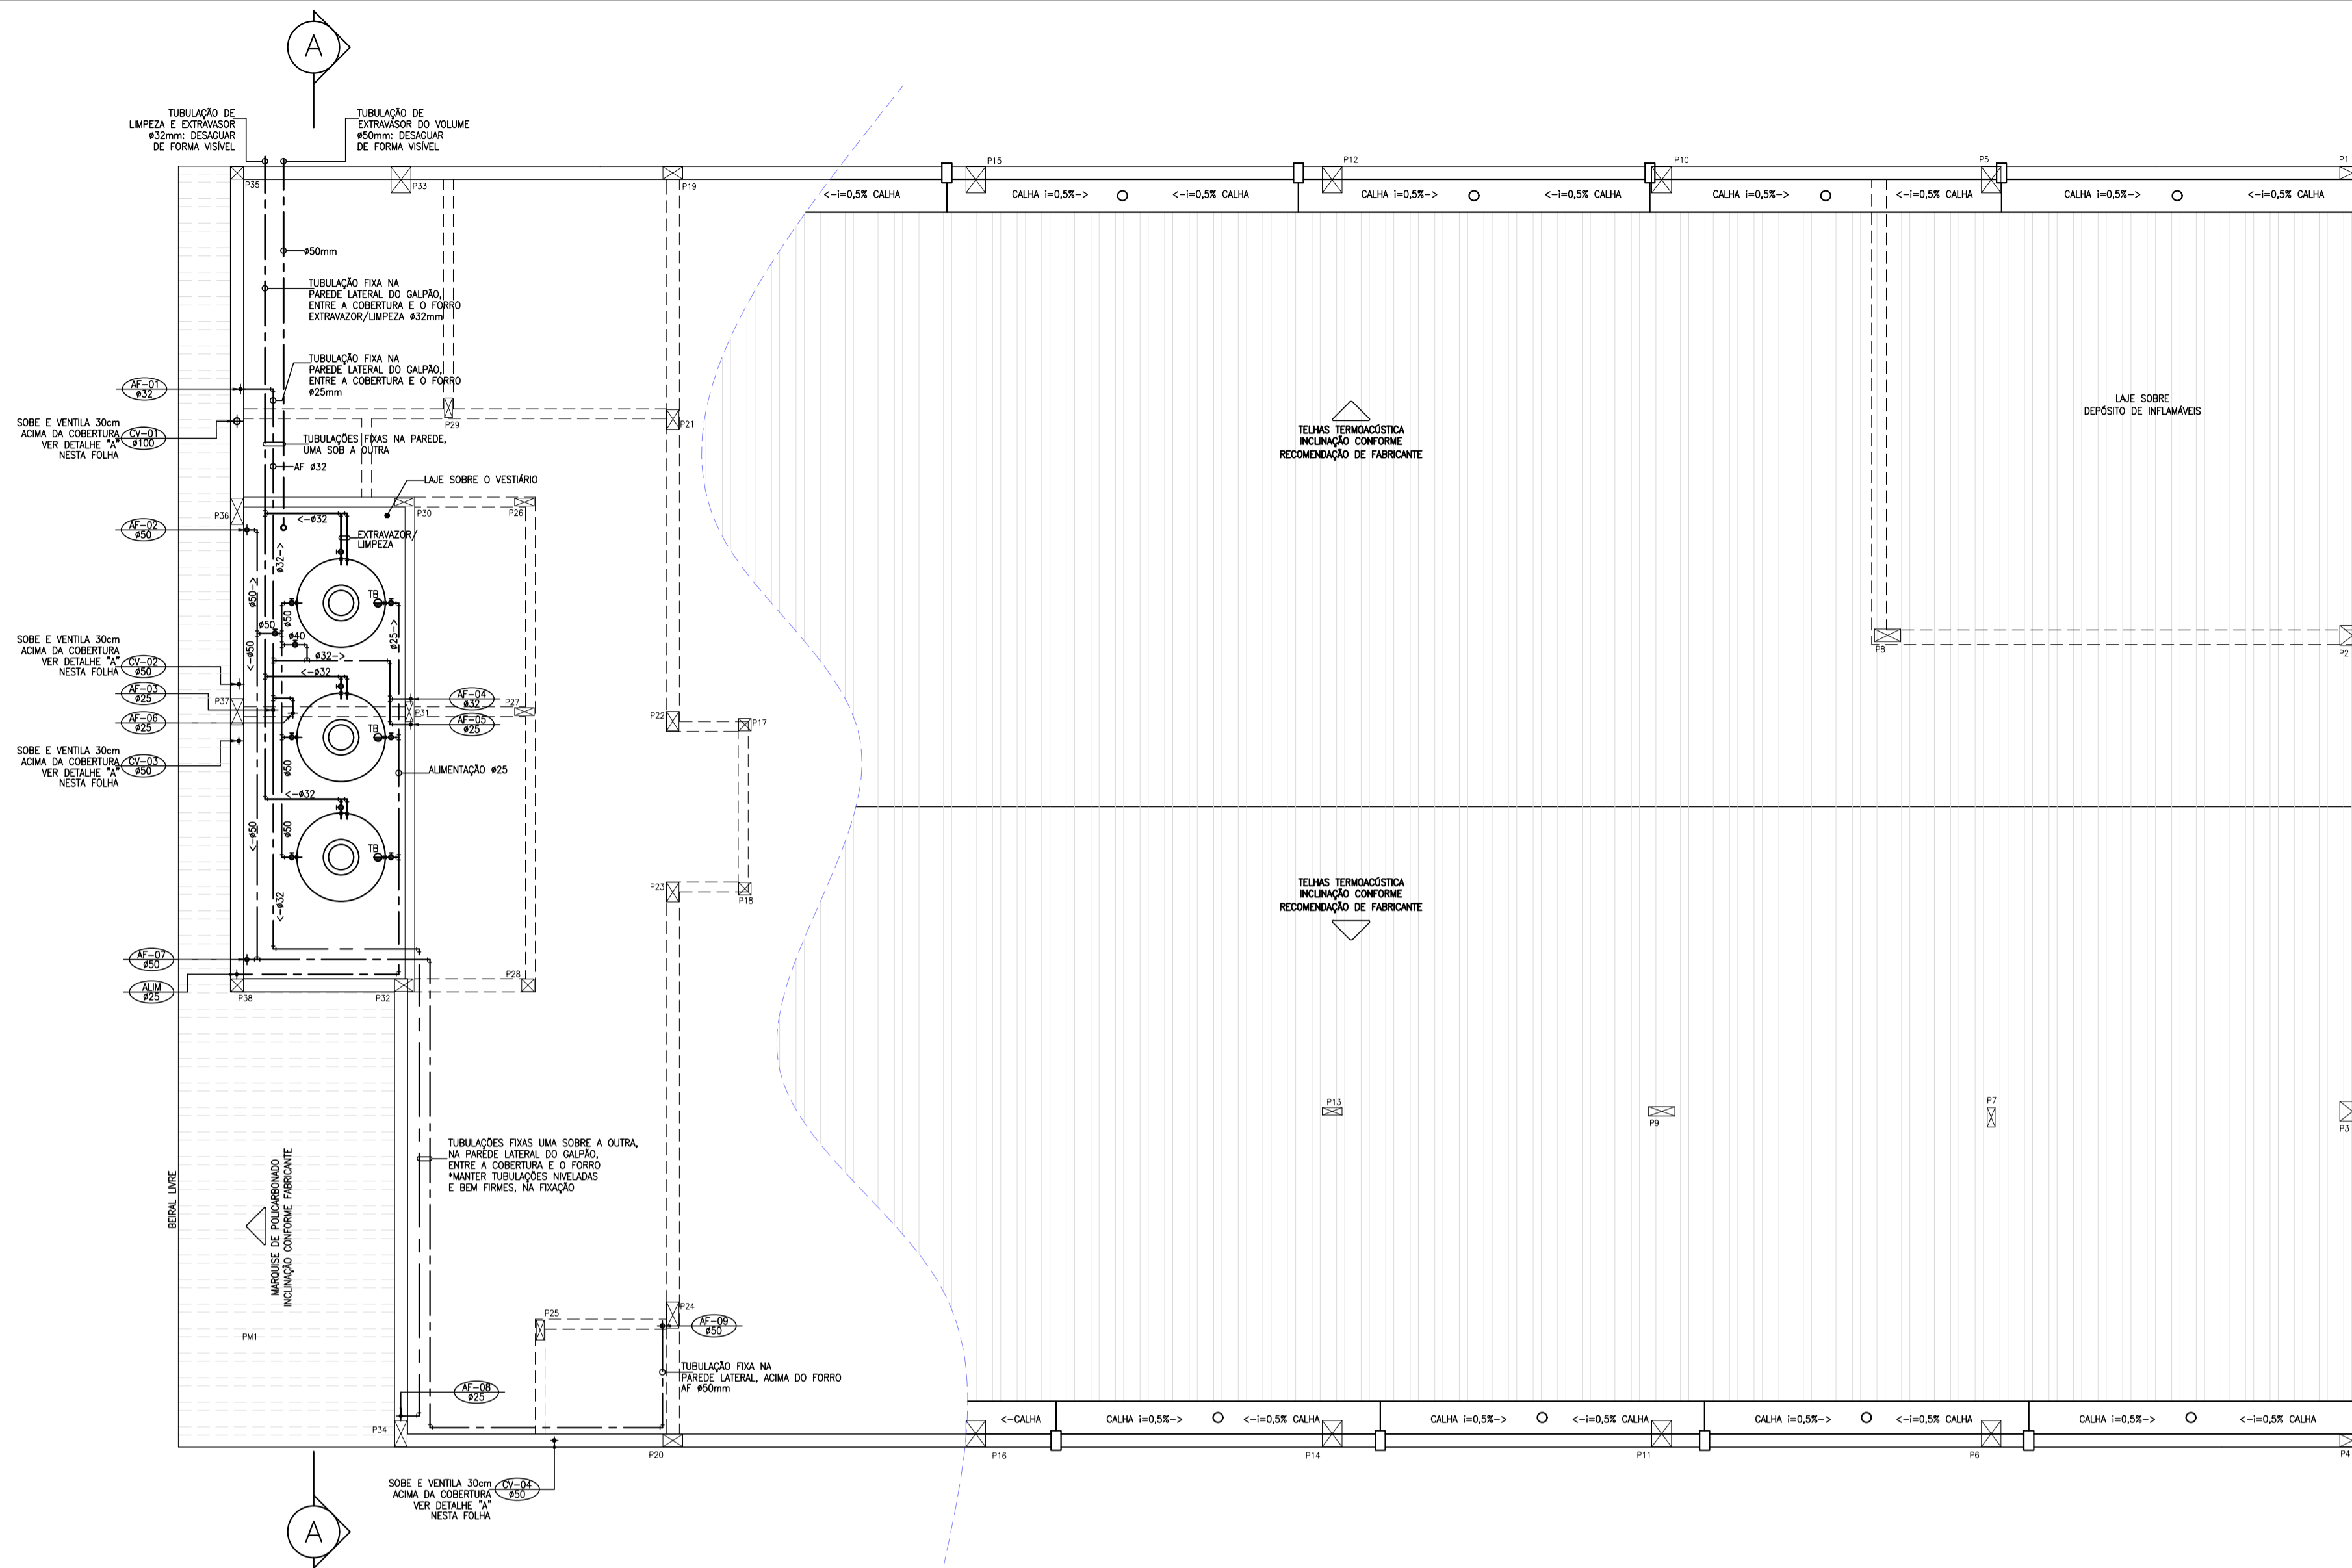 A
TUBULAÇÃO DE
LIMPEZA E EXTRAVASOR
ø32mm: DESAGUAR
DE FORMA VISÍVEL
TUBULAÇÃO DE
EXTRAVASOR DO VOLUME
ø50mm: DESAGUAR
DE FORMA VISÍVEL
P35
P33
P19
P15
P12
P10
P5
P1
<-i=0,5% CALHA
CALHA i=0,5%->
<-i=0,5% CALHA
CALHA i=0,5%->
<-i=0,5% CALHA
CALHA i=0,5%->
<-i=0,5% CALHA
CALHA i=0,5%->
<-i=0,5% CALHA
ø50mm
TUBULAÇÃO FIXA NA
PAREDE LATERAL DO GALPÃO,
ENTRE A COBERTURA E O FORRO
EXTRAVAZOR/LIMPEZA ø32mm
TUBULAÇÃO FIXA NA
PAREDE LATERAL DO GALPÃO,
ENTRE A COBERTURA E O FORRO
ø25mm
AF-01
ø32
SOBE E VENTILA 30cm
ACIMA DA COBERTURA
VER DETALHE "A"
NESTA FOLHA
CV-01
ø100
P29
P21
TUBULAÇÕES FIXAS NA PAREDE,
UMA SOB A OUTRA
AF ø32
LAJE SOBRE O VESTIÁRIO
TELHAS TERMOACÚSTICA
INCLINAÇÃO CONFORME
RECOMENDAÇÃO DE FABRICANTE
LAJE SOBRE
DEPÓSITO DE INFLAMÁVEIS
P36
P30
P26
AF-02
ø50
<-ø32
EXTRAVAZOR/
LIMPEZA
ø32->
ø50->
TB
ø50
ø50
ø40
ø25->
<-ø50
ø32->
<-ø32
P8
P2
SOBE E VENTILA 30cm
ACIMA DA COBERTURA
VER DETALHE "A"
NESTA FOLHA
CV-02
ø50
AF-03
ø25
AF-06
ø25
P37
AF-04
ø32
AF-05
ø25
P31
P27
P22
P17
TB
SOBE E VENTILA 30cm
ACIMA DA COBERTURA
VER DETALHE "A"
NESTA FOLHA
CV-03
ø50
ø50
ALIMENTAÇÃO ø25
<-ø32
<-ø50
ø50
TB
<-ø32
P23
P18
TELHAS TERMOACÚSTICA
INCLINAÇÃO CONFORME
RECOMENDAÇÃO DE FABRICANTE
AF-07
ø50
ALIM
ø25
P38
P32
P28
P13
P9
P7
P3
TUBULAÇÕES FIXAS UMA SOBRE A OUTRA,
NA PAREDE LATERAL DO GALPÃO,
ENTRE A COBERTURA E O FORRO
*MANTER TUBULAÇÕES NIVELADAS
E BEM FIRMES, NA FIXAÇÃO
BEIRAL LIVRE
MARQUISE DE POLICARBONADO
INCLINAÇÃO CONFORME FABRICANTE
PM1
P25
P24
AF-09
ø50
TUBULAÇÃO FIXA NA
PAREDE LATERAL, ACIMA DO FORRO
AF ø50mm
AF-08
ø25
P34
P20
P16
P14
P11
P6
P4
<-CALHA
CALHA i=0,5%->
<-i=0,5% CALHA
CALHA i=0,5%->
<-i=0,5% CALHA
CALHA i=0,5%->
<-i=0,5% CALHA
CALHA i=0,5%->
<-i=0,5% CALHA
SOBE E VENTILA 30cm
ACIMA DA COBERTURA
VER DETALHE "A"
NESTA FOLHA
CV-04
ø50
A